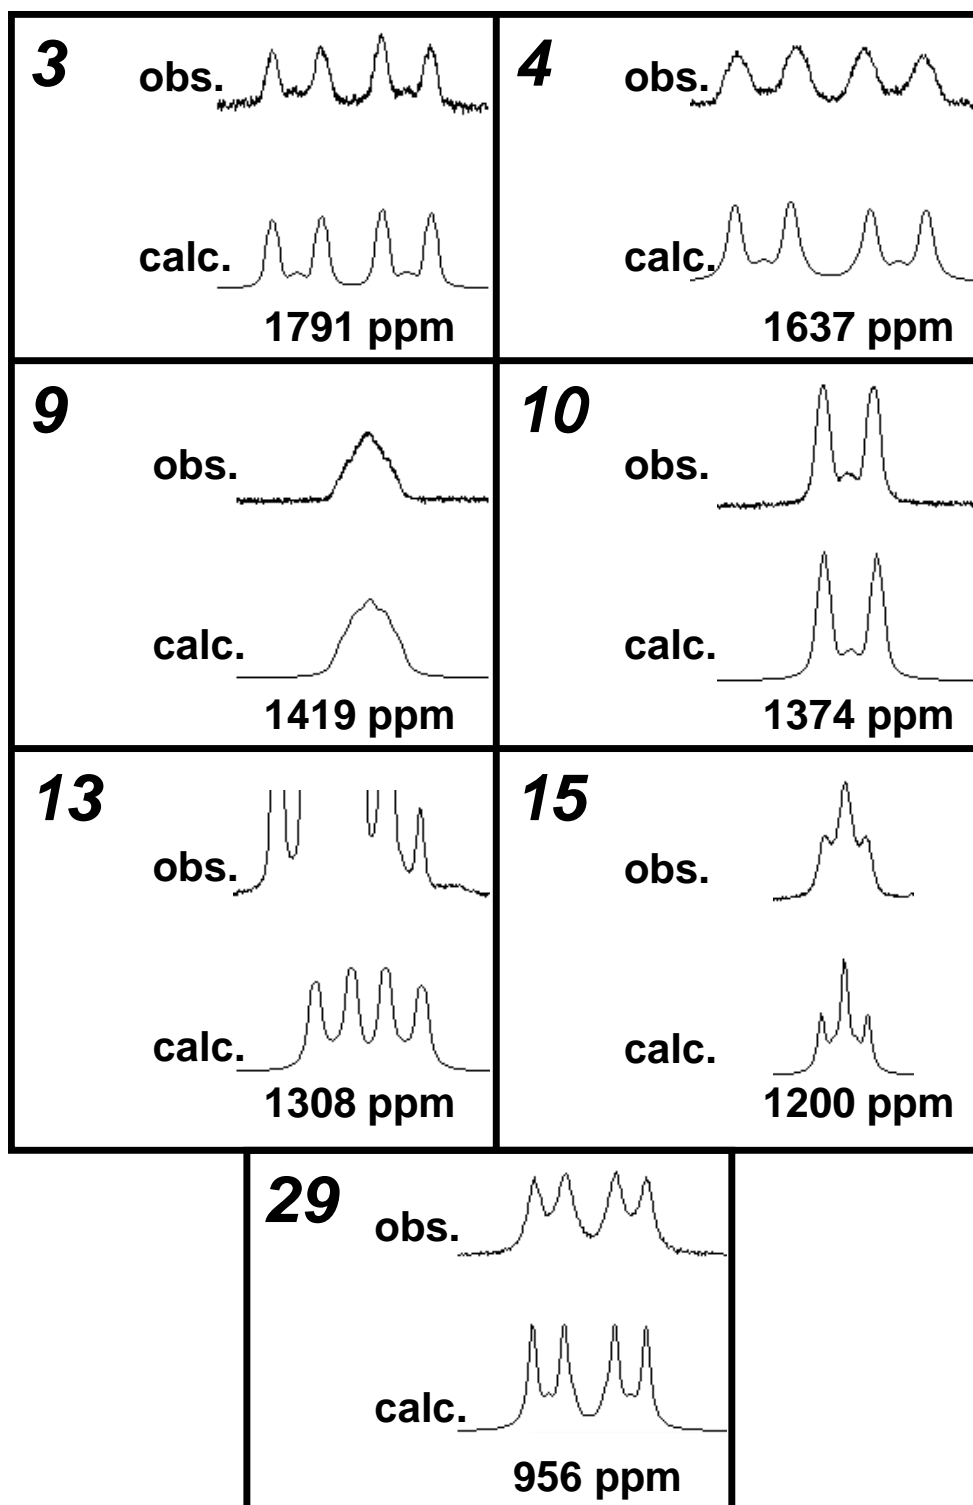 3
obs.
calc.
1791 ppm
4
obs.
calc.
1637 ppm
9
obs.
calc.
1419 ppm
10
obs.
calc.
1374 ppm
13
obs.
calc.
1308 ppm
15
obs.
calc.
1200 ppm
29
obs.
calc.
956 ppm